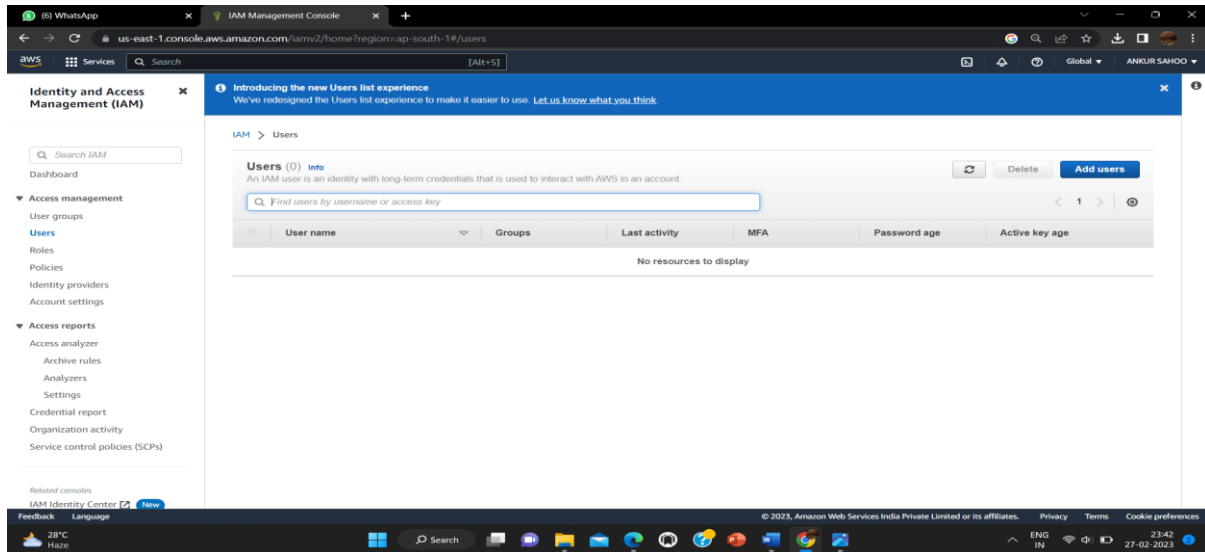 (6) WhatsApp
IAM Management Console
us-east-1.console.aws.amazon.com/iamv2/home?region=ap-south-1#/users
aws Services Search [Alt+S] Global ANKUR SAHOO
Identity and Access
Management (IAM)
Search IAM
Dashboard
Access management
User groups
Users
Roles
Policies
Identity providers
Account settings
Access reports
Access analyzer
Archive rules
Analyzers
Settings
Credential report
Organization activity
Service control policies (SCPs)
Related consoles
IAM Identity Center New
Introducing the new Users list experience
We've redesigned the Users list experience to make it easier to use. Let us know what you think.
IAM > Users
Users (0) Info
An IAM user is an identity with long-term credentials that is used to interact with AWS in an account.
Delete Add users
Find users by username or access key
1
User name Groups Last activity MFA Password age Active key age
No resources to display
Feedback Language © 2023, Amazon Web Services India Private Limited or its affiliates. Privacy Terms Cookie preferences
28°C
Haze
Search
ENG
IN
23:42
27-02-2023
2